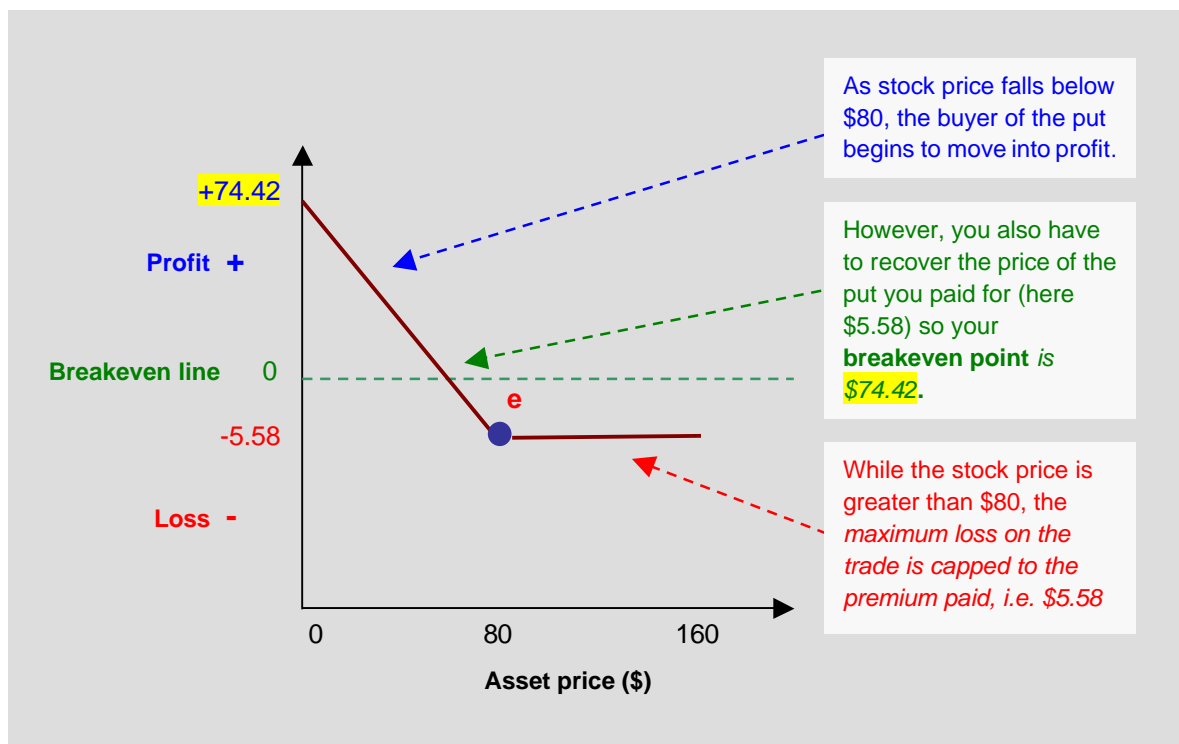 As stock price falls below
$80, the buyer of the put
begins to move into profit.
+74.42
However, you also have
to recover the price of the
put you paid for (here
$5.58) so your
breakeven point is
$74.42.
Profit +
Breakeven line 0
e
-5.58
While the stock price is
greater than $80, the
maximum loss on the
trade is capped to the
premium paid, i.e. $5.58
Loss -
0 80 160
Asset price ($)